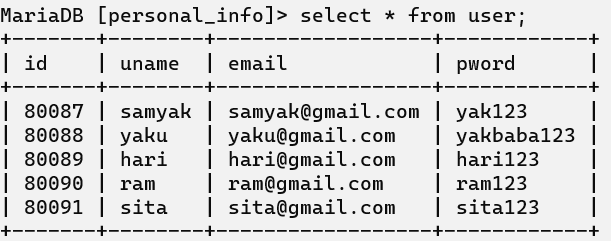 MariaDB [personal_info]> select * from user;
+-------+--------+------------------+------------+
| id    | uname  | email            | pword      |
+-------+--------+------------------+------------+
| 80087 | samyak | samyak@gmail.com | yak123     |
| 80088 | yaku   | yaku@gmail.com   | yakbaba123 |
| 80089 | hari   | hari@gmail.com   | hari123    |
| 80090 | ram    | ram@gmail.com    | ram123     |
| 80091 | sita   | sita@gmail.com   | sita123    |
+-------+--------+------------------+------------+